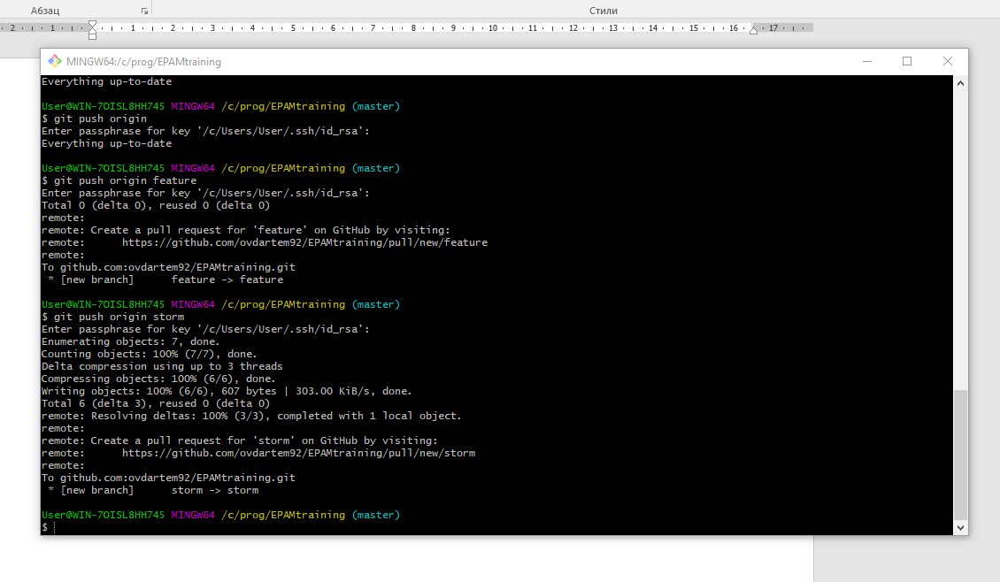 Абзац
Стили
2 1 1 2 3 4 5 6 7 8 9 10 11 12 13 14 15 16 17
MINGW64:/c/prog/EPAMtraining
Everything up-to-date
User@WIN-7OISL8HH745 MINGW64 /c/prog/EPAMtraining (master)
$ git push origin
Enter passphrase for key '/c/Users/User/.ssh/id_rsa':
Everything up-to-date
User@WIN-7OISL8HH745 MINGW64 /c/prog/EPAMtraining (master)
$ git push origin feature
Enter passphrase for key '/c/Users/User/.ssh/id_rsa':
Total 0 (delta 0), reused 0 (delta 0)
remote:
remote: Create a pull request for 'feature' on GitHub by visiting:
remote:      https://github.com/ovdartem92/EPAMtraining/pull/new/feature
remote:
To github.com:ovdartem92/EPAMtraining.git
 * [new branch]      feature -> feature
User@WIN-7OISL8HH745 MINGW64 /c/prog/EPAMtraining (master)
$ git push origin storm
Enter passphrase for key '/c/Users/User/.ssh/id_rsa':
Enumerating objects: 7, done.
Counting objects: 100% (7/7), done.
Delta compression using up to 3 threads
Compressing objects: 100% (6/6), done.
Writing objects: 100% (6/6), 607 bytes | 303.00 KiB/s, done.
Total 6 (delta 3), reused 0 (delta 0)
remote: Resolving deltas: 100% (3/3), completed with 1 local object.
remote:
remote: Create a pull request for 'storm' on GitHub by visiting:
remote:      https://github.com/ovdartem92/EPAMtraining/pull/new/storm
remote:
To github.com:ovdartem92/EPAMtraining.git
 * [new branch]      storm -> storm
User@WIN-7OISL8HH745 MINGW64 /c/prog/EPAMtraining (master)
$